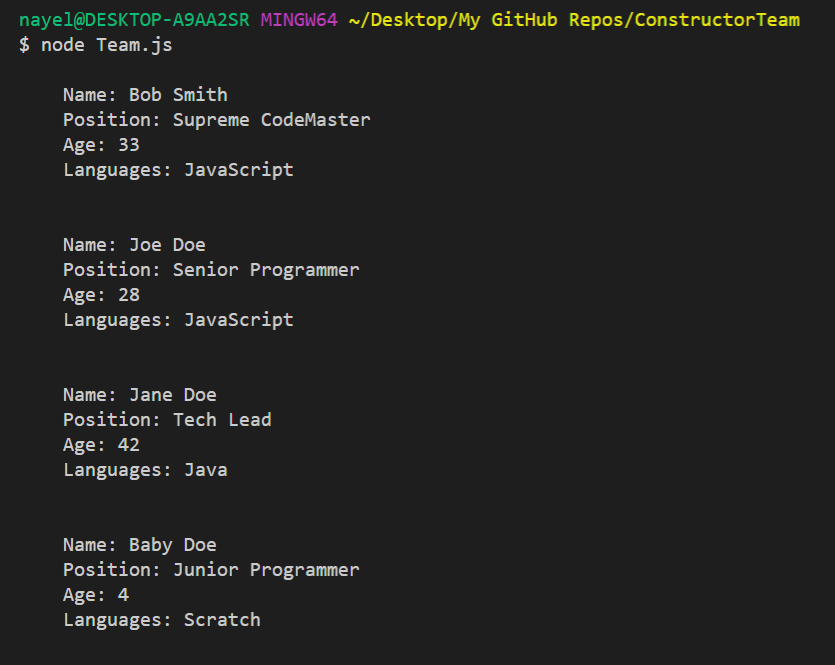 nayel@DESKTOP-A9AA2SR MINGW64 ~/Desktop/My GitHub Repos/ConstructorTeam
$ node Team.js
Name: Bob Smith
Position: Supreme CodeMaster
Age: 33
Languages: JavaScript
Name: Joe Doe
Position: Senior Programmer
Age: 28
Languages: JavaScript
Name: Jane Doe
Position: Tech Lead
Age: 42
Languages: Java
Name: Baby Doe
Position: Junior Programmer
Age: 4
Languages: Scratch